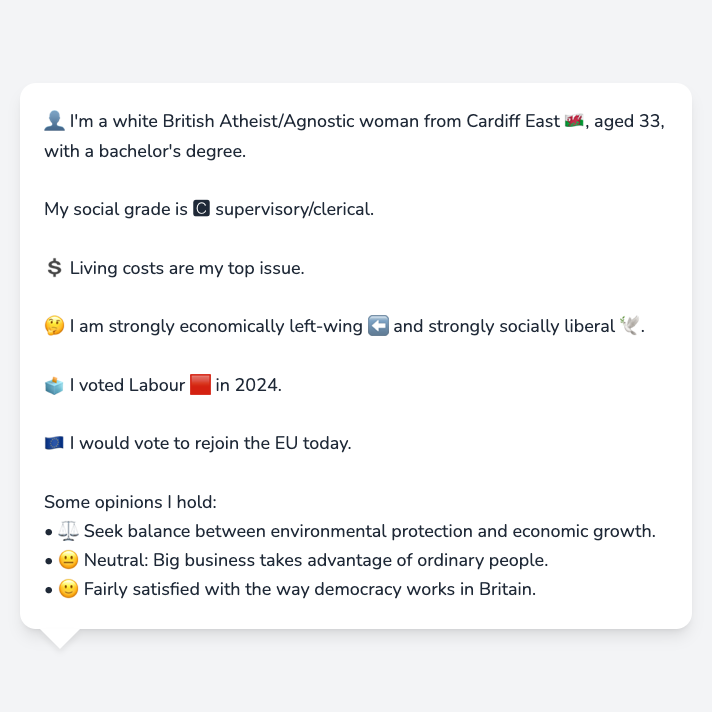 👤 I'm a white British Atheist/Agnostic woman from Cardiff East 🏴󠁧󠁢󠁷󠁬󠁳󠁿, aged 33,
with a bachelor's degree.
My social grade is 🅲 supervisory/clerical.
💲 Living costs are my top issue.
🤔 I am strongly economically left-wing ⬅️ and strongly socially liberal 🕊️.
🗳️ I voted Labour 🟥 in 2024.
🇪🇺 I would vote to rejoin the EU today.
Some opinions I hold:
• ⚖️ Seek balance between environmental protection and economic growth.
• 😐 Neutral: Big business takes advantage of ordinary people.
• 🙂 Fairly satisfied with the way democracy works in Britain.